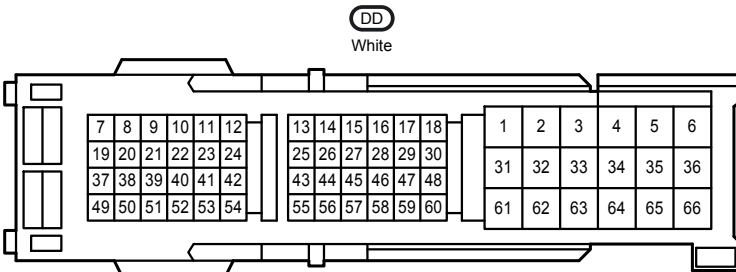 DD
White
7 8 9 10 11 12
19 20 21 22 23 24
37 38 39 40 41 42
49 50 51 52 53 54
13 14 15 16 17 18
25 26 27 28 29 30
43 44 45 46 47 48
55 56 57 58 59 60
1 2 3 4 5 6
31 32 33 34 35 36
61 62 63 64 65 66